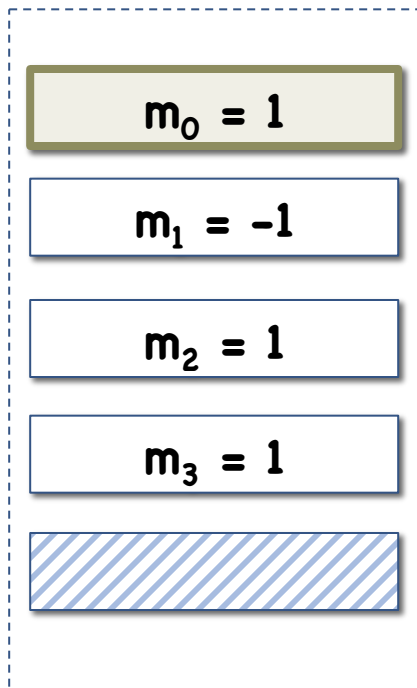 m₀ = 1
m₁ = -1
m₂ = 1
m₃ = 1